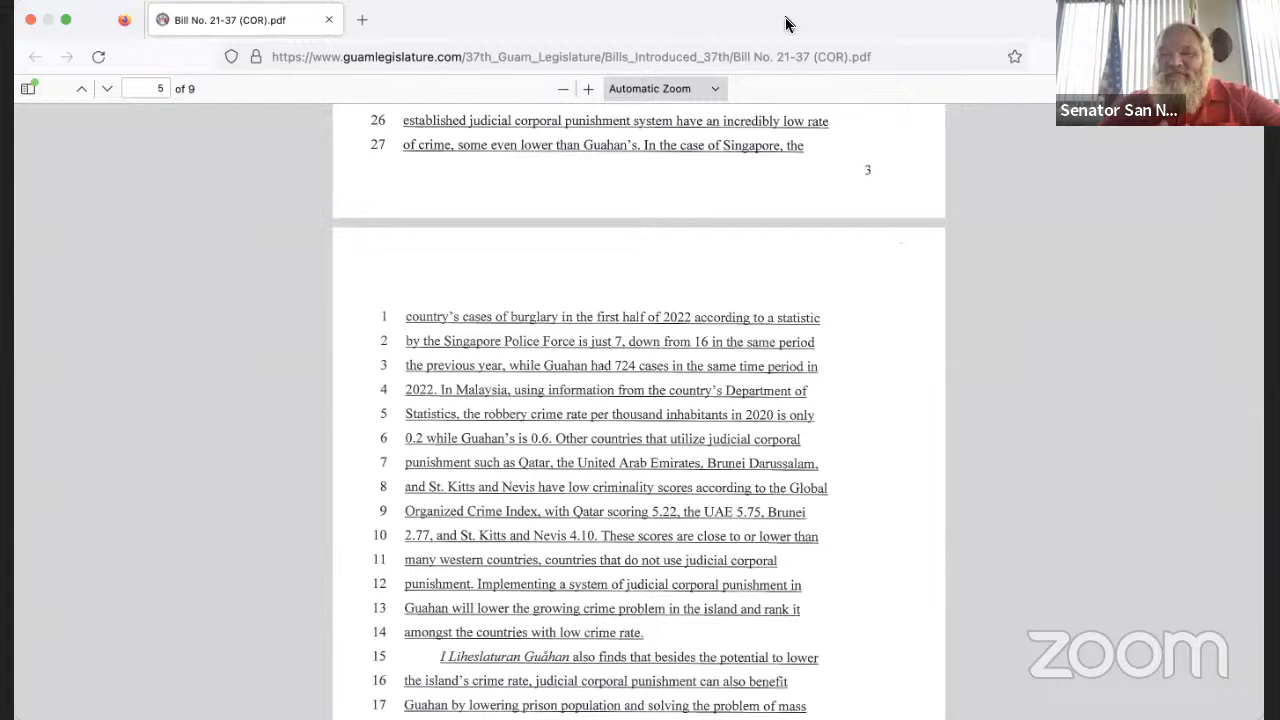 Bill No. 21-37 (COR).pdf
https://www.guamlegislature.com/37th_Guam_Legislature/Bills_Introduced_37th/Bill No. 21-37 (COR).pdf
5 of 9
Automatic Zoom
Senator San N...
26 established judicial corporal punishment system have an incredibly low rate
27 of crime, some even lower than Guahan's. In the case of Singapore, the
3
1 country's cases of burglary in the first half of 2022 according to a statistic
2 by the Singapore Police Force is just 7, down from 16 in the same period
3 the previous year, while Guahan had 724 cases in the same time period in
4 2022. In Malaysia, using information from the country's Department of
5 Statistics, the robbery crime rate per thousand inhabitants in 2020 is only
6 0.2 while Guahan's is 0.6. Other countries that utilize judicial corporal
7 punishment such as Qatar, the United Arab Emirates, Brunei Darussalam,
8 and St. Kitts and Nevis have low criminality scores according to the Global
9 Organized Crime Index, with Qatar scoring 5.22, the UAE 5.75, Brunei
10 2.77, and St. Kitts and Nevis 4.10. These scores are close to or lower than
11 many western countries, countries that do not use judicial corporal
12 punishment. Implementing a system of judicial corporal punishment in
13 Guahan will lower the growing crime problem in the island and rank it
14 amongst the countries with low crime rate.
15 I Liheslaturan Guåhan also finds that besides the potential to lower
16 the island's crime rate, judicial corporal punishment can also benefit
17 Guahan by lowering prison population and solving the problem of mass
zoom